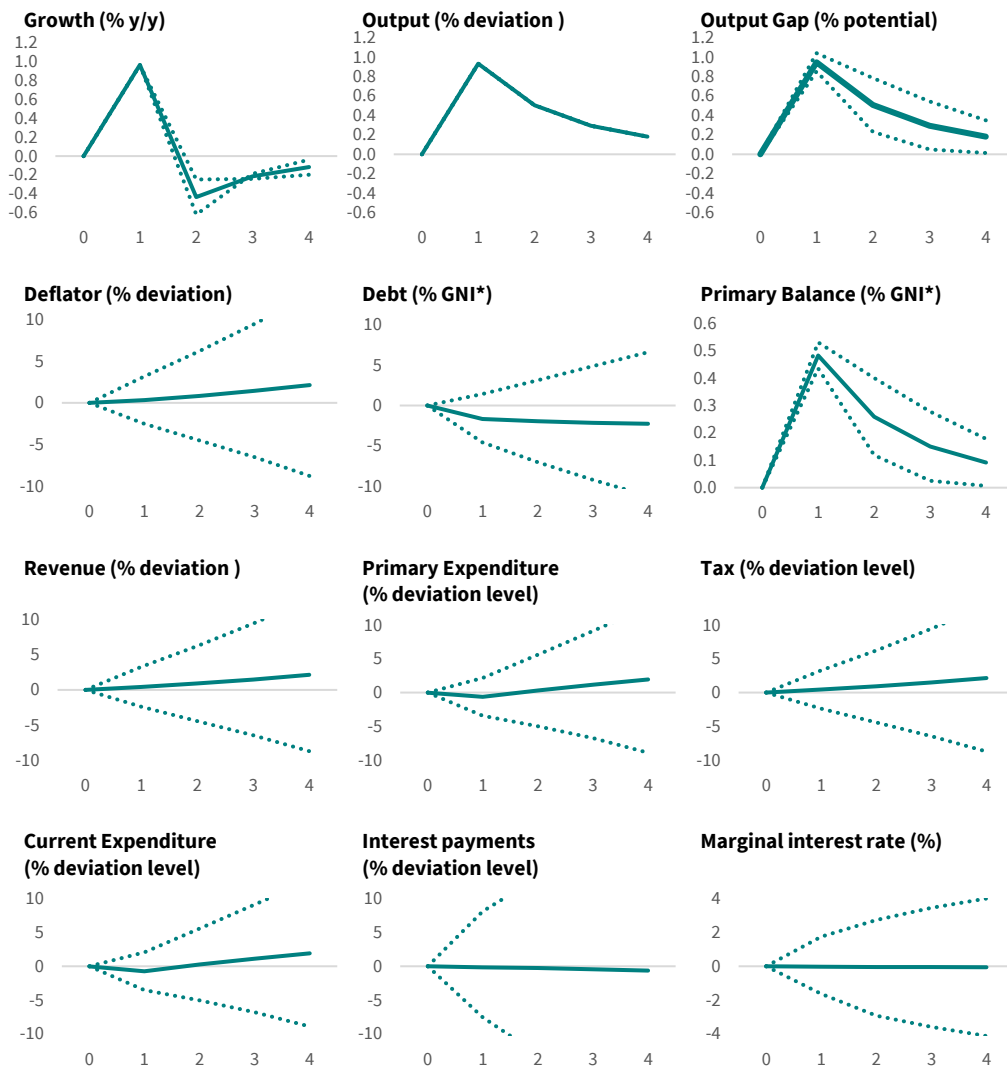 Growth (% y/y)
1.2
1.0
0.8
0.6
0.4
0.2
0.0
-0.2
-0.4
-0.6
0 1 2 3 4
Output (% deviation )
1.2
1.0
0.8
0.6
0.4
0.2
0.0
-0.2
-0.4
-0.6
0 1 2 3 4
Output Gap (% potential)
1.2
1.0
0.8
0.6
0.4
0.2
0.0
-0.2
-0.4
-0.6
0 1 2 3 4
Deflator (% deviation)
10
5
0
-5
-10
0 1 2 3 4
Debt (% GNI*)
10
5
0
-5
-10
0 1 2 3 4
Primary Balance (% GNI*)
0.6
0.5
0.4
0.3
0.2
0.1
0.0
0 1 2 3 4
Revenue (% deviation )
10
5
0
-5
-10
0 1 2 3 4
Primary Expenditure
(% deviation level)
10
5
0
-5
-10
0 1 2 3 4
Tax (% deviation level)
10
5
0
-5
-10
0 1 2 3 4
Current Expenditure
(% deviation level)
10
5
0
-5
-10
0 1 2 3 4
Interest payments
(% deviation level)
10
5
0
-5
-10
0 1 2 3 4
Marginal interest rate (%)
4
2
0
-2
-4
0 1 2 3 4